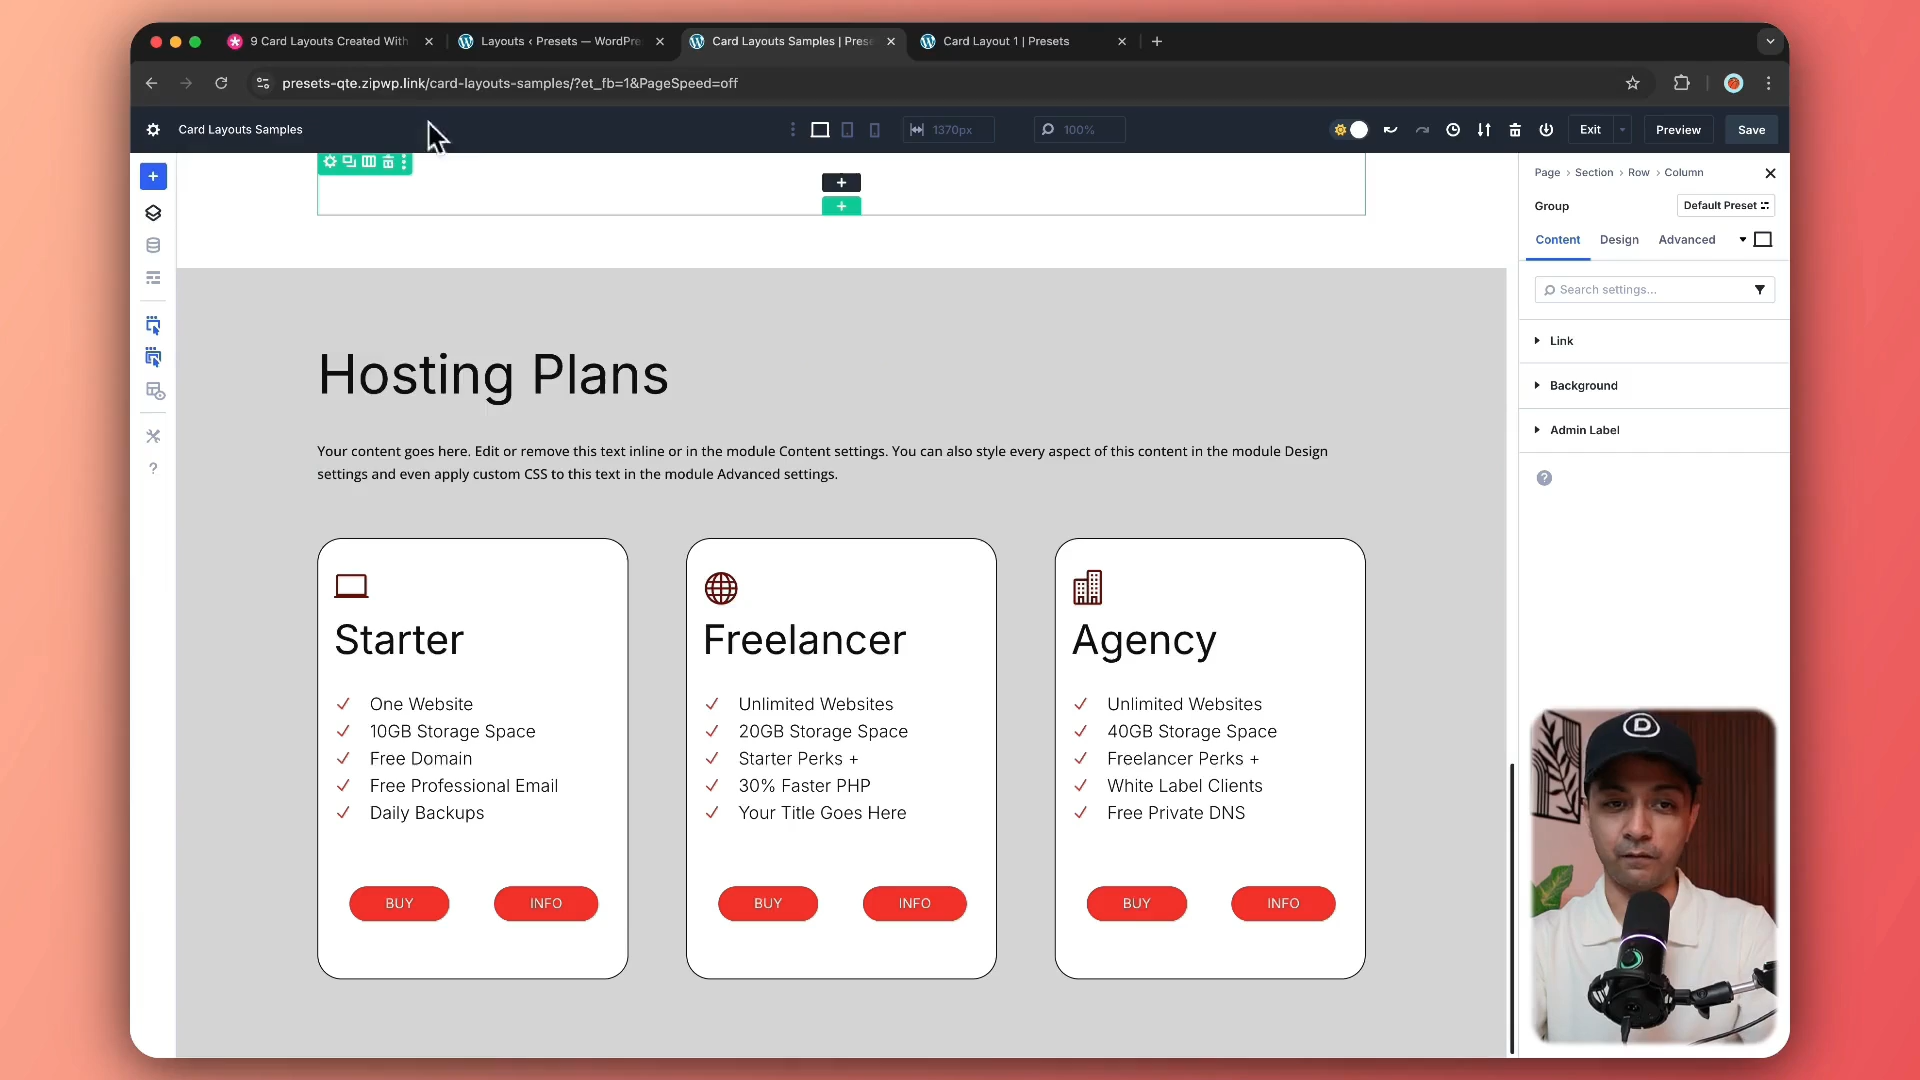 9 Card Layouts Created With
Layouts ‹ Presets — WordPre
Card Layouts Samples | Prese
Card Layout 1 | Presets
presets-qte.zipwp.link/card-layouts-samples/?et_fb=1&PageSpeed=off
Card Layouts Samples
1370px
100%
Exit
Preview
Save
Page › Section › Row › Column
Group
Default Preset
Content
Design
Advanced
Search settings...
Link
Background
Admin Label
?
?
Hosting Plans
Your content goes here. Edit or remove this text inline or in the module Content settings. You can also style every aspect of this content in the module Design
settings and even apply custom CSS to this text in the module Advanced settings.
Starter
One Website
10GB Storage Space
Free Domain
Free Professional Email
Daily Backups
BUY
INFO
Freelancer
Unlimited Websites
20GB Storage Space
Starter Perks +
30% Faster PHP
Your Title Goes Here
BUY
INFO
Agency
Unlimited Websites
40GB Storage Space
Freelancer Perks +
White Label Clients
Free Private DNS
BUY
INFO
D